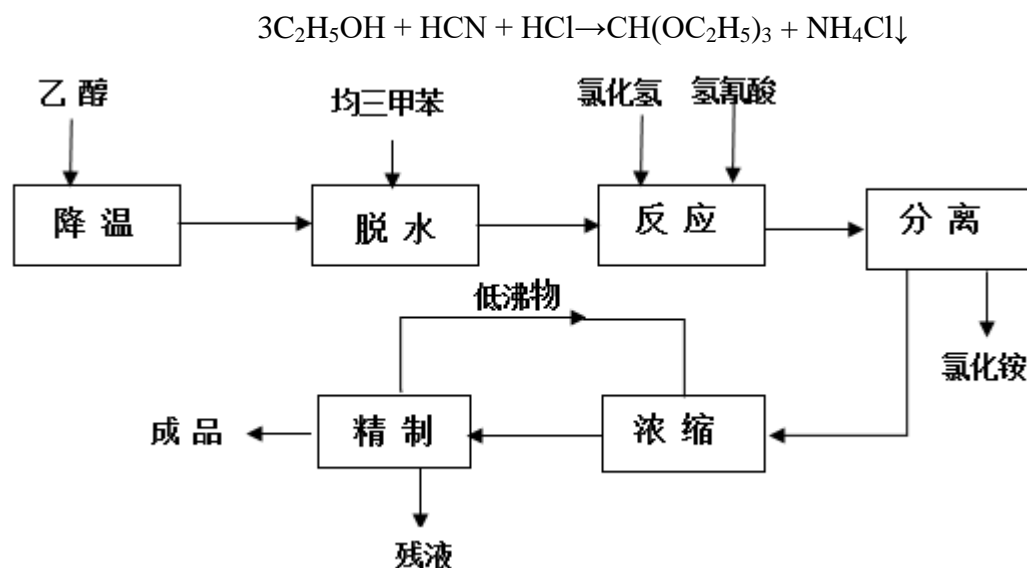 3C₂H₅OH + HCN + HCl→CH(OC₂H₅)₃ + NH₄Cl↓
乙 醇
均三甲苯
氯化氢
氢氰酸
降 温
脱 水
反 应
分 离
低沸物
氯化铵
成 品
精 制
浓 缩
残液